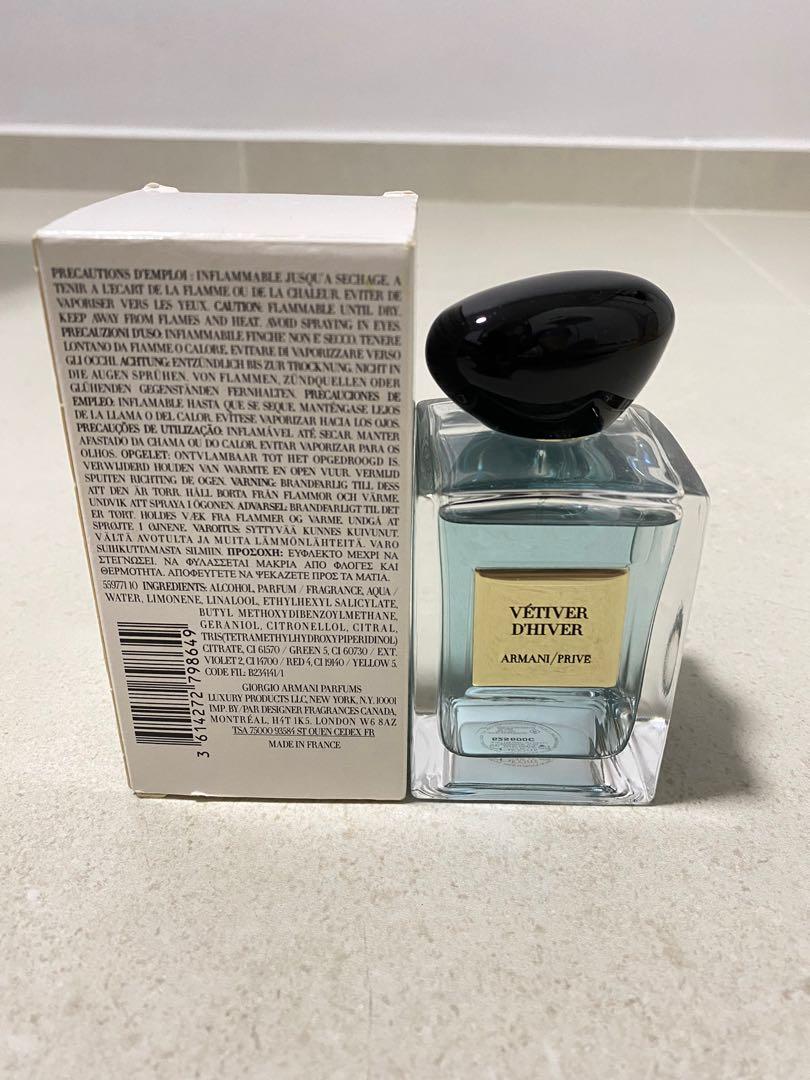 PRECAUTIONS D'EMPLOI : INFLAMMABLE JUSQU'A SECHAGE, A
TENIR A L'ECART DE LA FLAMME OU DE LA CHALEUR. EVITER DE
VAPORISER VERS LES YEUX. CAUTION: FLAMMABLE UNTIL DRY.
KEEP AWAY FROM FLAMES AND HEAT. AVOID SPRAYING IN EYES.
PRECAUZIONI D'USO: INFIAMMABILE FINCHE' NON E' SECCO. TENERE
LONTANO DA FIAMME O CALORE. EVITARE DI VAPORIZZARE VERSO
GLI OCCHI. ACHTUNG: ENTZÜNDLICH BIS ZUR TROCKNUNG. NICHT IN
DIE AUGEN SPRÜHEN. VON FLAMMEN, ZÜNDQUELLEN ODER
GLÜHENDEN GEGENSTÄNDEN FERNHALTEN. PRECAUCIONES DE
EMPLEO: INFLAMABLE HASTA QUE SE SEQUE. MANTÉNGASE LEJOS
DE LA LLAMA O DEL CALOR. EVÍTESE VAPORIZAR HACIA LOS OJOS.
PRECAUÇÕES DE UTILIZAÇÃO: INFLAMÁVEL ATÉ SECAR. MANTER
AFASTADO DA CHAMA OU DO CALOR. EVITAR VAPORIZAR PARA OS
OLHOS. OPGELET: ONTVLAMBAAR TOT HET OPGEDROOGD IS.
VERWIJDERD HOUDEN VAN WARMTE EN OPEN VUUR. VERMIJD
SPUITEN RICHTING DE OGEN. VARNING: BRANDFARLIG TILL DESS
ATT DEN ÄR TORR. HÅLL BORTA FRÅN FLAMMOR OCH VÄRME.
UNDVIK ATT SPRAYA I ÖGONEN. ADVARSEL: BRANDFARLIGT TIL DET
ER TØRT. HOLDES VÆK FRA FLAMMER OG VARME. UNDGÅ AT
SPRØJTE I ØJNENE. VAROITUS: SYTTYVÄÄ KUNNES KUIVUNUT.
VÄLTÄ AVOTULTA JA MUITA LÄMMÖNLÄHTEITÄ. VARO
SUIHKUTTAMASTA SILMIIN. ΠΡΟΣΟΧΗ: ΕΥΦΛΕΚΤΟ ΜΕΧΡΙ ΝΑ
ΣΤΕΓΝΩΣΕΙ. ΝΑ ΦΥΛΑΣΣΕΤΑΙ ΜΑΚΡΙΑ ΑΠΟ ΦΛΟΓΕΣ ΚΑΙ
ΘΕΡΜΟΤΗΤΑ. ΑΠΟΦΕΥΓΕΤΕ ΝΑ ΨΕΚΑΖΕΤΕ ΠΡΟΣ ΤΑ ΜΑΤΙΑ.
559771 10 INGREDIENTS: ALCOHOL, PARFUM / FRAGRANCE, AQUA /
WATER, LIMONENE, LINALOOL, ETHYLHEXYL SALICYLATE,
BUTYL METHOXYDIBENZOYLMETHANE,
GERANIOL, CITRONELLOL, CITRAL,
TRIS(TETRAMETHYLHYDROXYPIPERIDINOL)
CITRATE, CI 61570 / GREEN 5, CI 60730 / EXT.
VIOLET 2, CI 14700 / RED 4, CI 19140 / YELLOW 5.
CODE FIL: B234141/1
3 614272 798649
GIORGIO ARMANI PARFUMS
LUXURY PRODUCTS LLC, NEW YORK, N.Y. 10001
IMP. BY/PAR DESIGNER FRAGRANCES CANADA,
MONTRÉAL, H4T 1K5. LONDON W6 8AZ
TSA 75000 93584 ST OUEN CEDEX FR
MADE IN FRANCE
VÉTIVER
D'HIVER
ARMANI/PRIVÉ